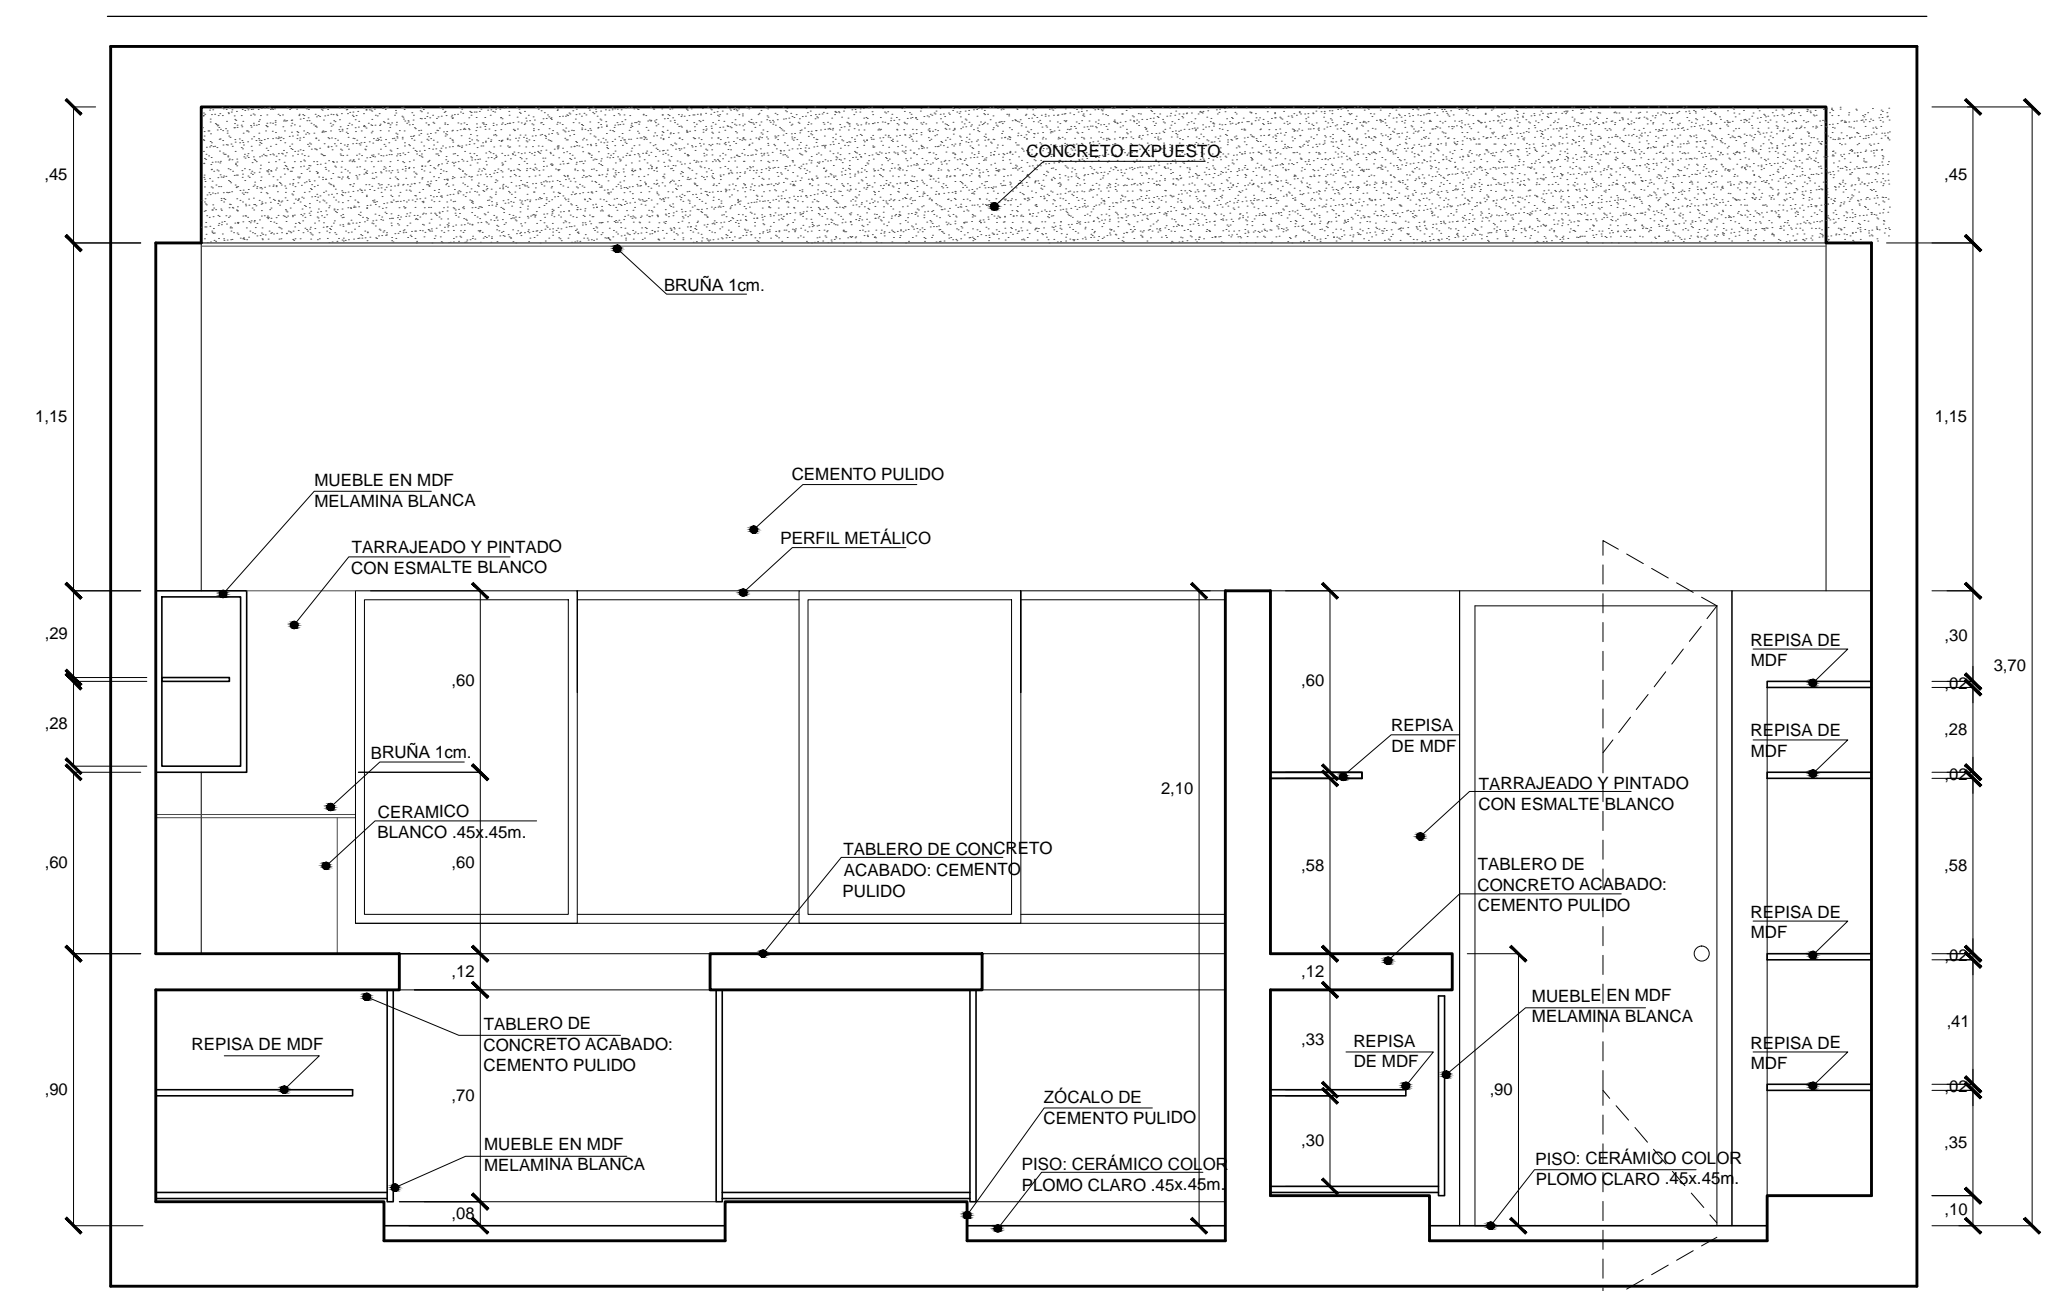 CONCRETO EXPUESTO
,45
,45
BRUÑA 1cm.
1,15
1,15
MUEBLE EN MDF
MELAMINA BLANCA
CEMENTO PULIDO
TARRAJEADO Y PINTADO
CON ESMALTE BLANCO
PERFIL METÁLICO
,29
,30
REPISA DE
MDF
3,70
,60
,60
,02
,28
REPISA
DE MDF
REPISA DE
MDF
,28
BRUÑA 1cm.
,02
2,10
TARRAJEADO Y PINTADO
CON ESMALTE BLANCO
CERAMICO
BLANCO .45x.45m.
,60
,60
TABLERO DE CONCRETO
ACABADO: CEMENTO
PULIDO
,58
TABLERO DE
CONCRETO ACABADO:
CEMENTO PULIDO
,58
REPISA DE
MDF
,02
,12
,12
MUEBLE EN MDF
MELAMINA BLANCA
TABLERO DE
CONCRETO ACABADO:
CEMENTO PULIDO
,41
REPISA DE MDF
,33
REPISA
DE MDF
REPISA DE
MDF
,02
,90
,70
ZÓCALO DE
CEMENTO PULIDO
,90
MUEBLE EN MDF
MELAMINA BLANCA
,30
,35
PISO: CERÁMICO COLOR
PLOMO CLARO .45x.45m.
PISO: CERÁMICO COLOR
PLOMO CLARO .45x.45m.
,08
,10